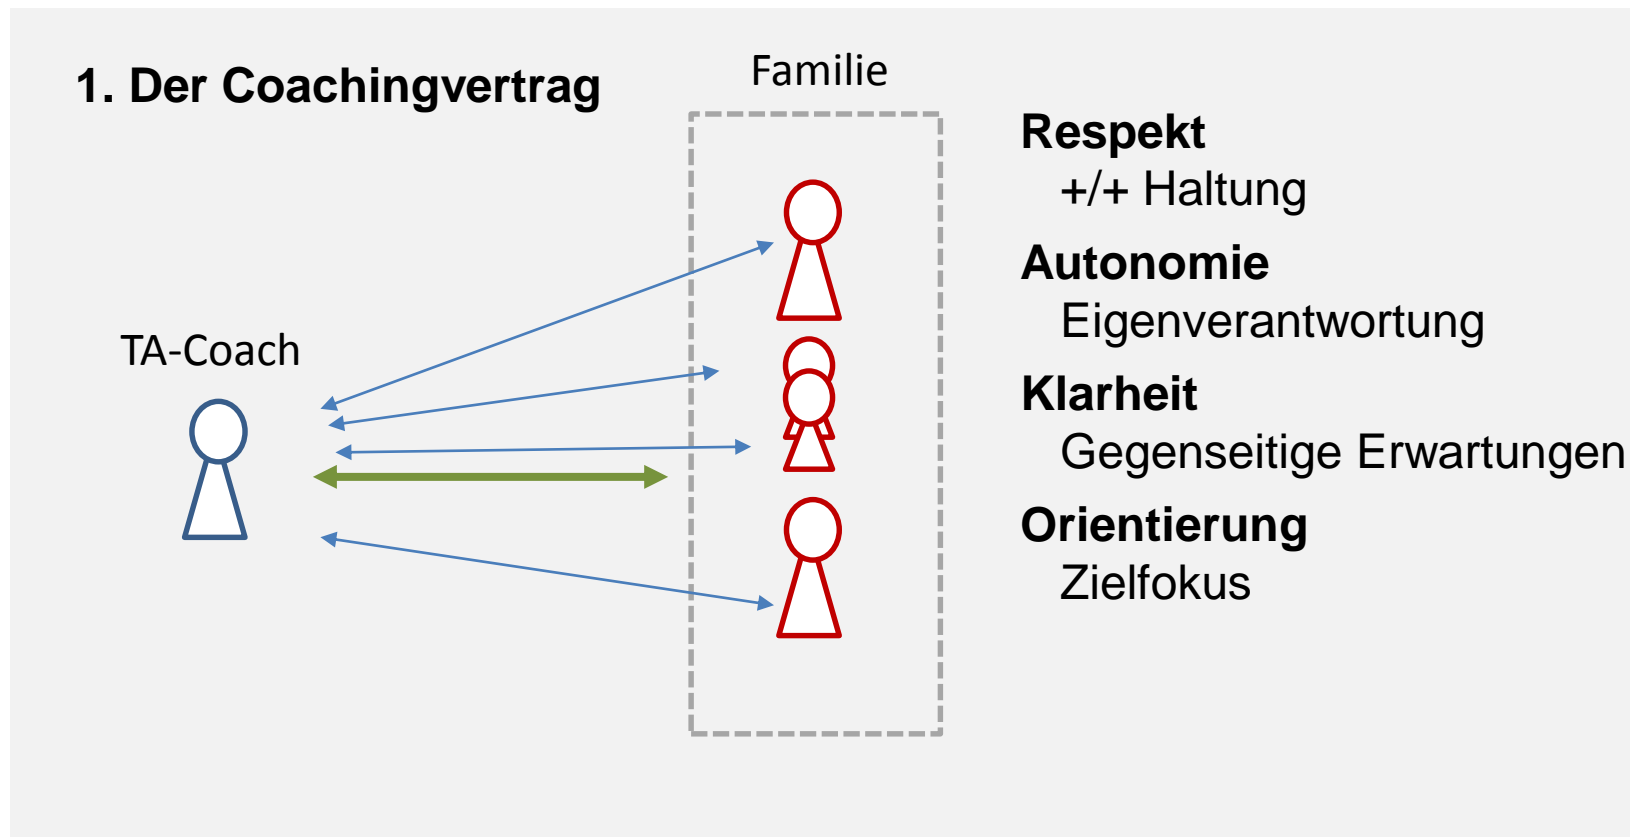 1. Der Coachingvertrag
Familie
TA-Coach
Respekt
+/+ Haltung
Autonomie
Eigenverantwortung
Klarheit
Gegenseitige Erwartungen
Orientierung
Zielfokus